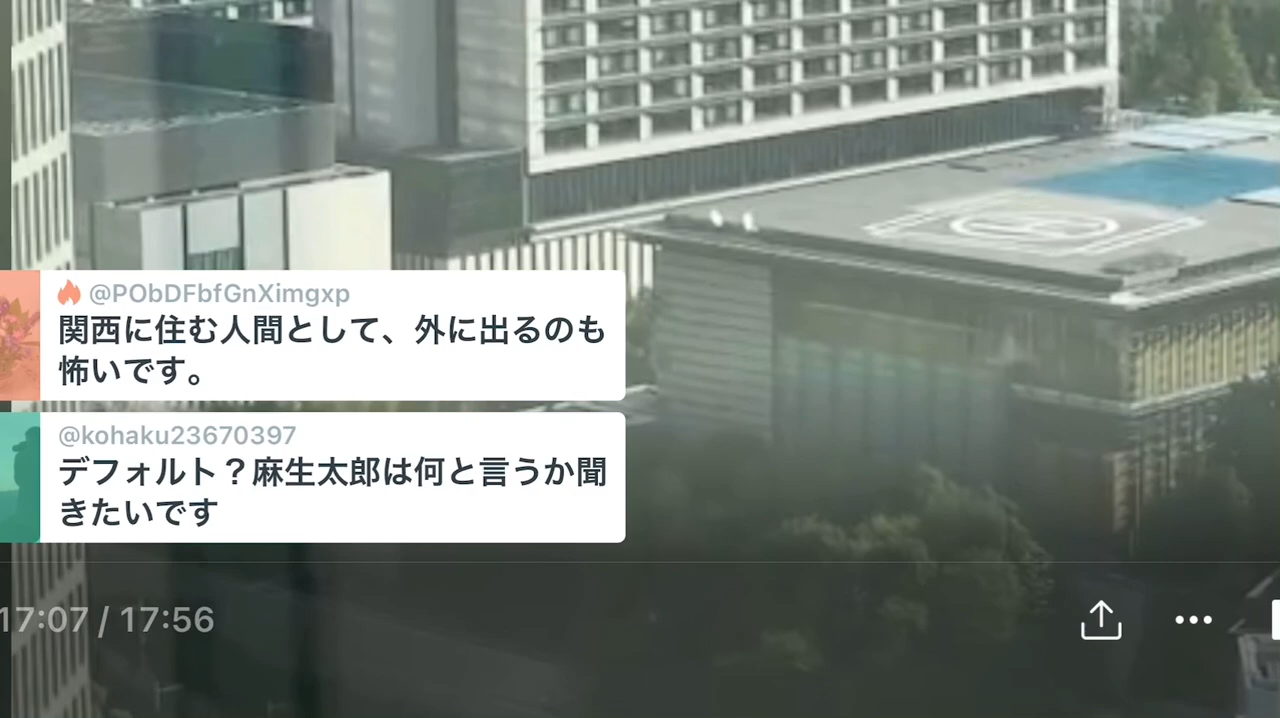 @PObDFbfGnXimgxp
関西に住む人間として、外に出るのも
怖いです。
@kohaku23670397
デフォルト？麻生太郎は何と言うか聞
きたいです
17:07 / 17:56